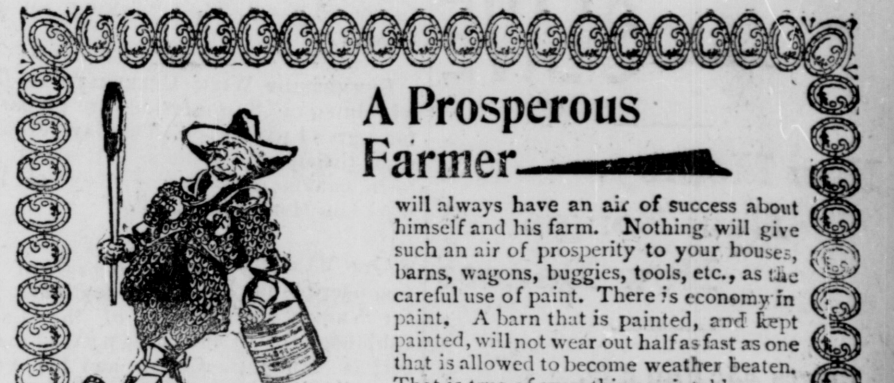 A Prosperous
Farmer
will always have an air of success about
himself and his farm. Nothing will give
such an air of prosperity to your houses,
barns, wagons, buggies, tools, etc., as the
careful use of paint. There is economy in
paint. A barn that is painted, and kept
painted, will not wear out half as fast as one
that is allowed to become weather beaten.